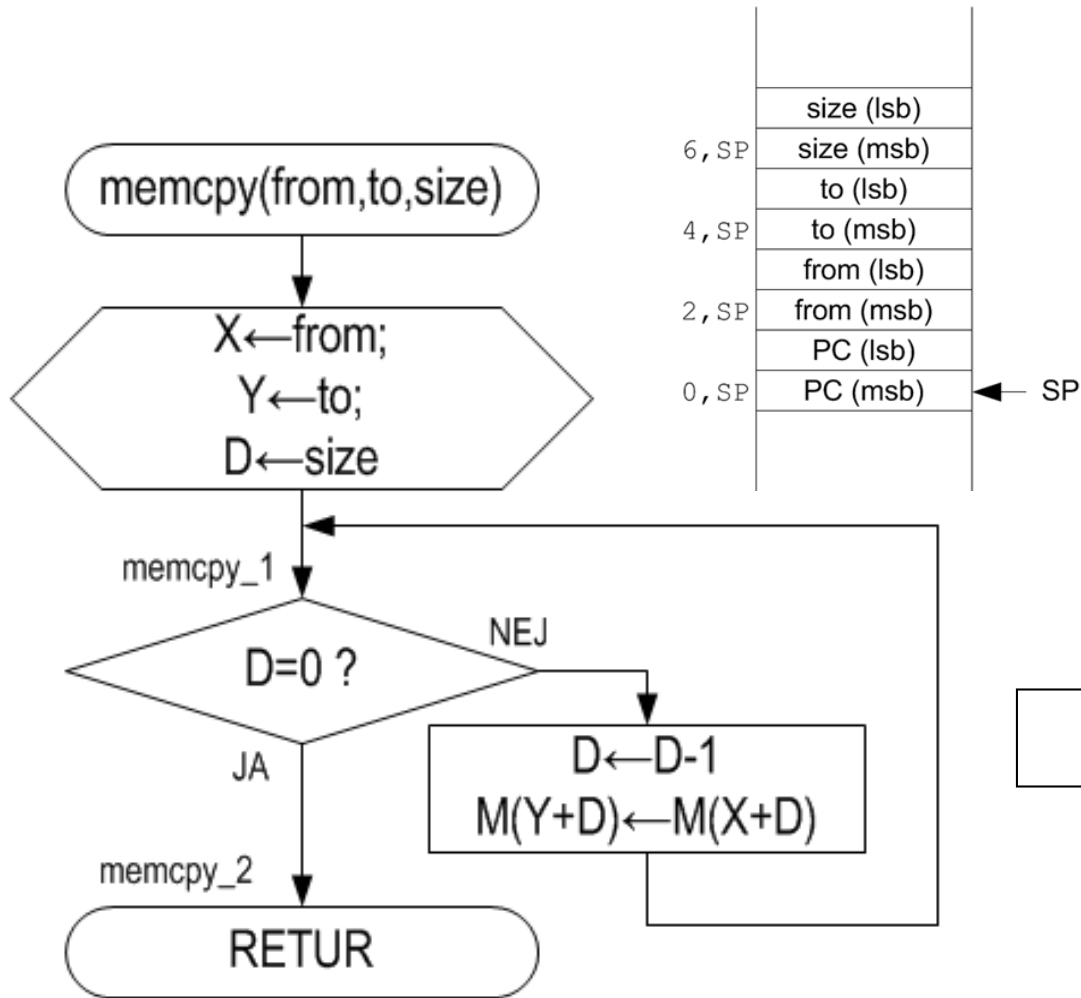 memcpy(from,to,size)
X←from;
Y←to;
D←size
memcpy_1
D=0 ?
NEJ
JA
D←D-1
M(Y+D)←M(X+D)
memcpy_2
RETUR
size (lsb)
6,SP size (msb)
to (lsb)
4,SP to (msb)
from (lsb)
2,SP from (msb)
PC (lsb)
0,SP PC (msb) SP